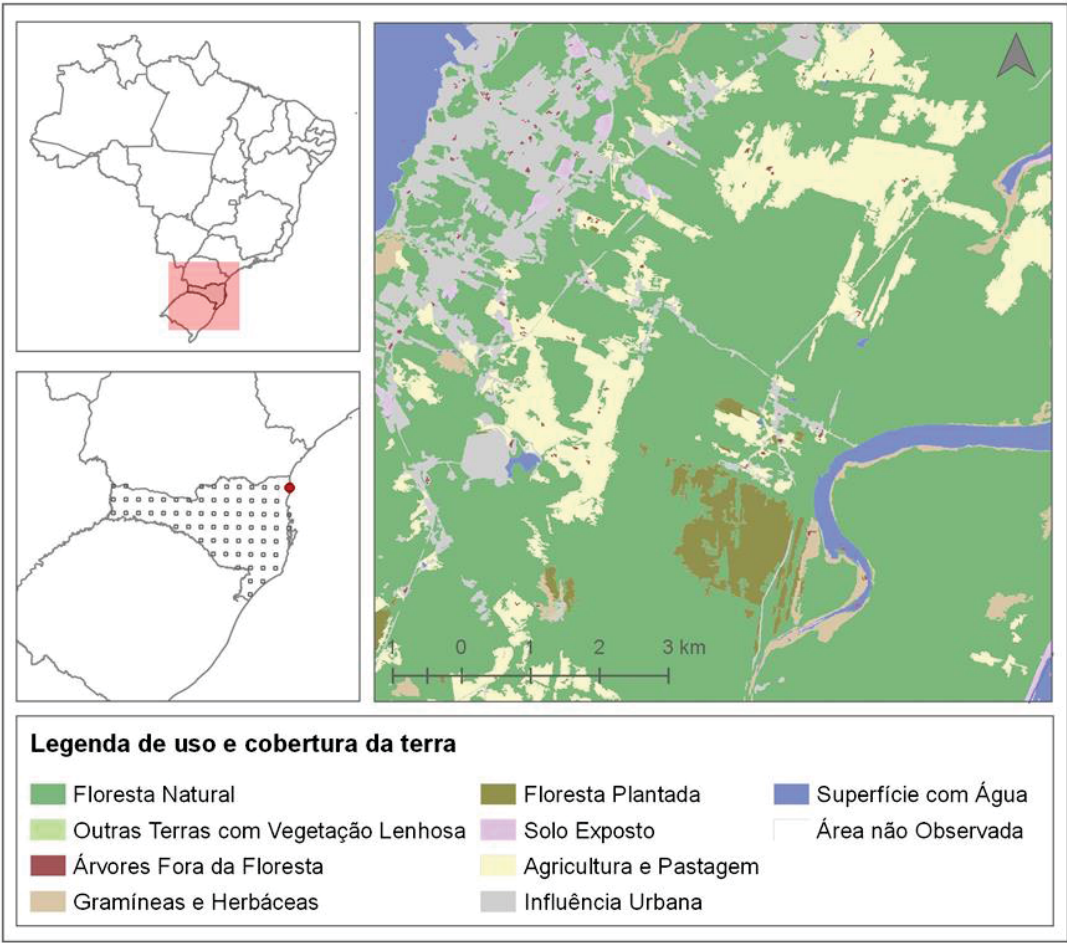 1 0 1 2 3 km
Legenda de uso e cobertura da terra
Floresta Natural
Outras Terras com Vegetação Lenhosa
Árvores Fora da Floresta
Gramíneas e Herbáceas
Floresta Plantada
Solo Exposto
Agricultura e Pastagem
Influência Urbana
Superfície com Água
Área não Observada